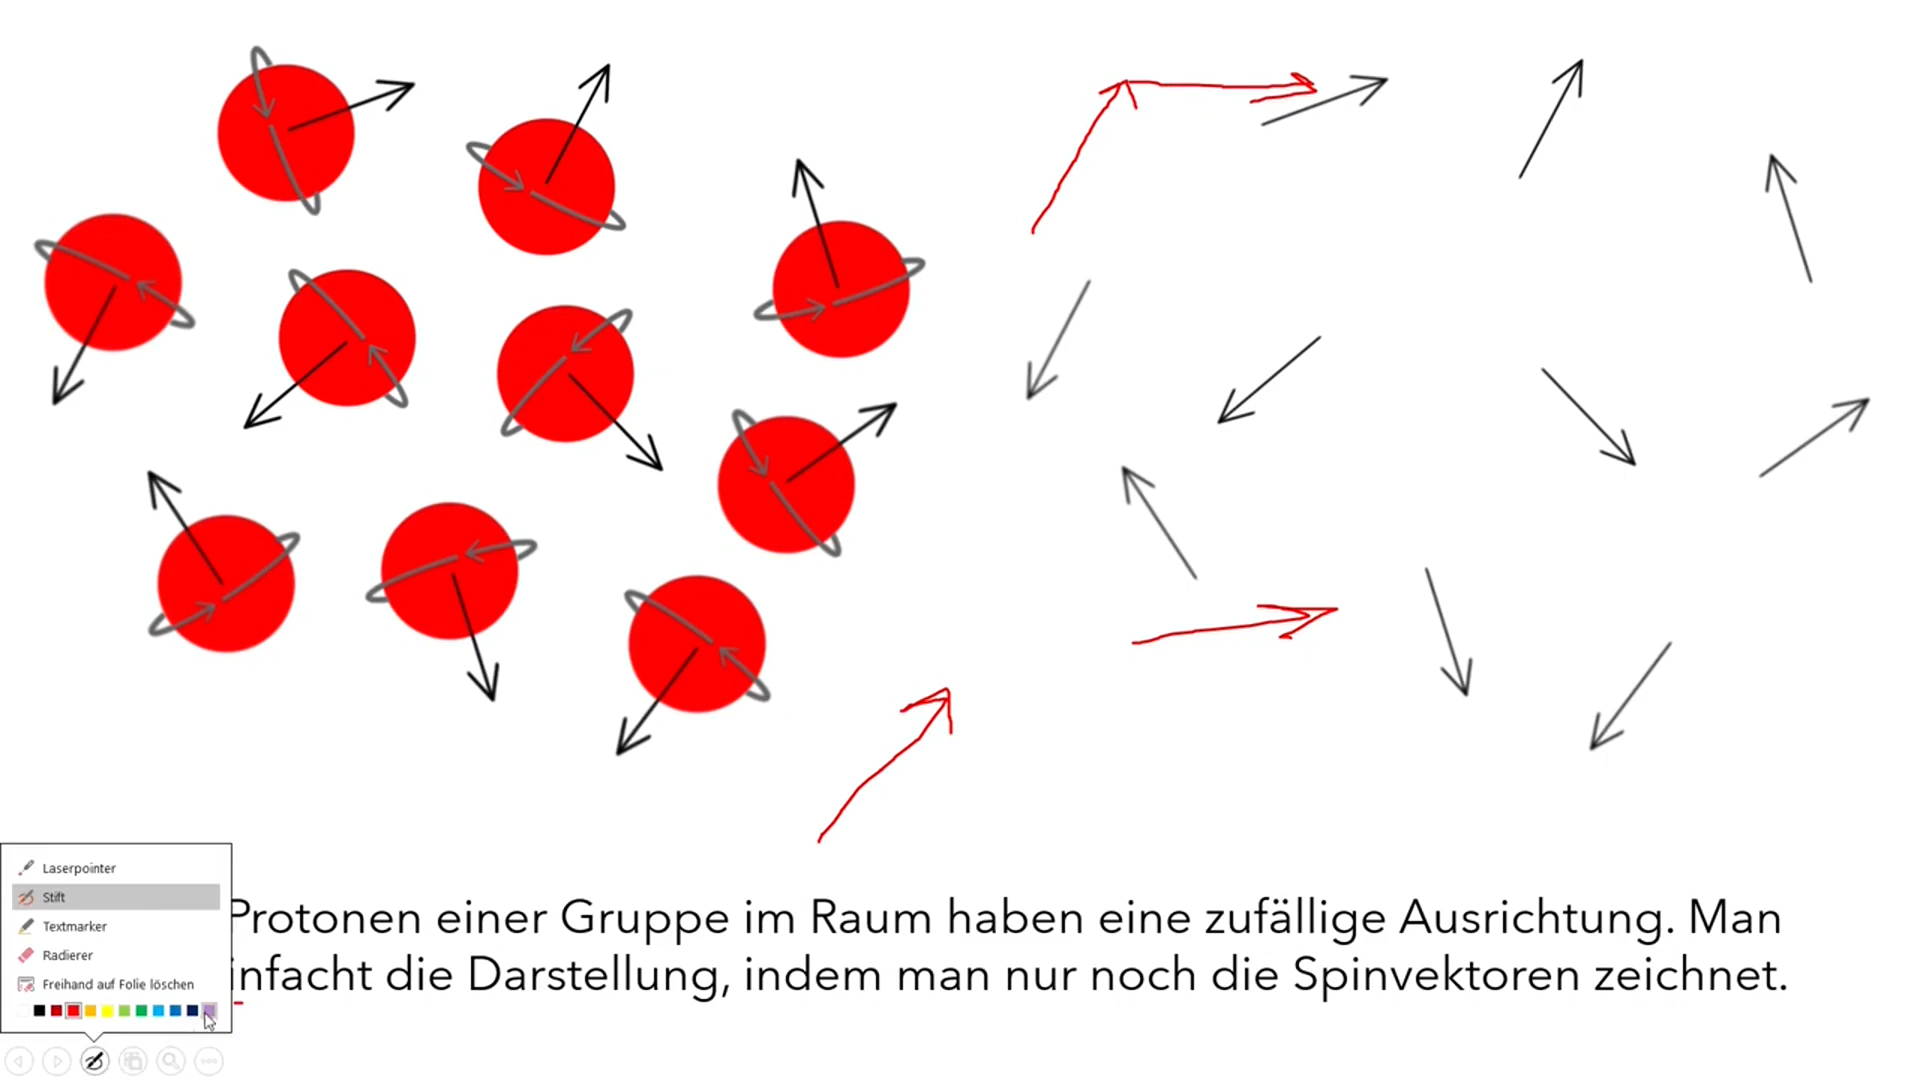 Laserpointer
Stift
Textmarker
Radierer
Freihand auf Folie löschen
Protonen einer Gruppe im Raum haben eine zufällige Ausrichtung. Man
infacht die Darstellung, indem man nur noch die Spinvektoren zeichnet.